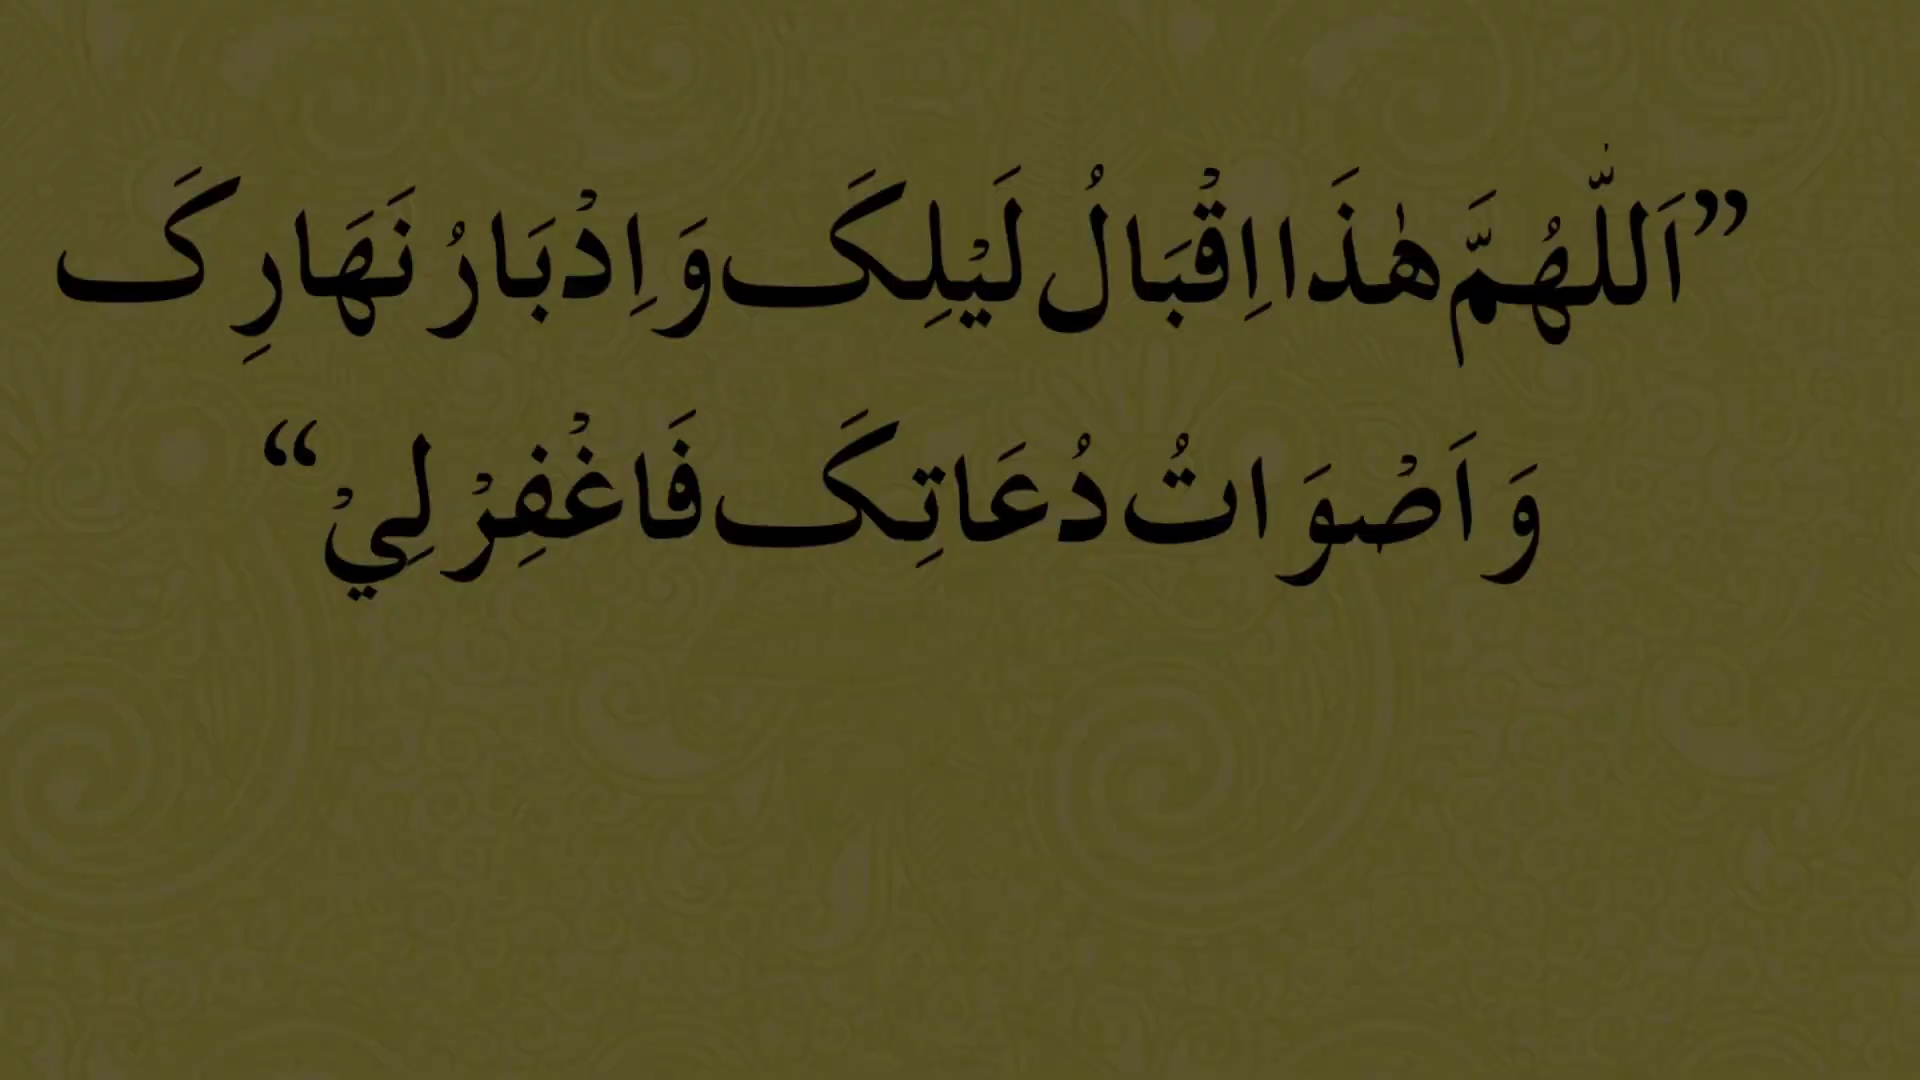 ”اَللّٰهُمَّ هٰذَا اِقْبَالُ لَيْلِکَ وَ اِدْبَارُ نَهَارِکَ
وَ اَصْوَاتُ دُعَاتِکَ فَاغْفِرْ لِيْ“